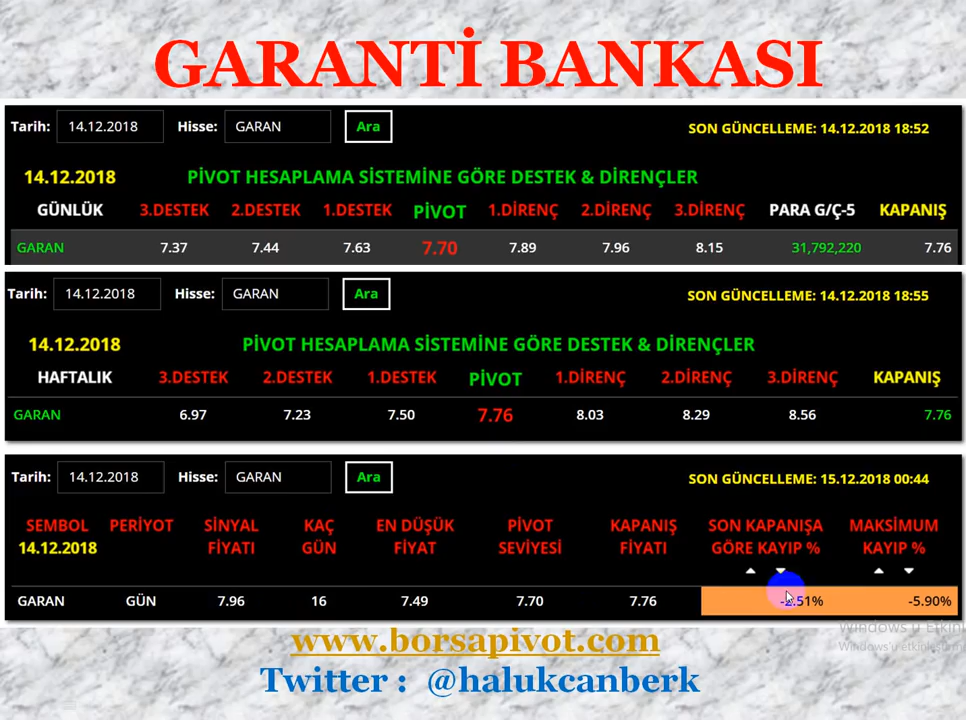 GARANTİ BANKASI
Tarih: 14.12.2018 Hisse: GARAN Ara SON GÜNCELLEME: 14.12.2018 18:52
14.12.2018 PİVOT HESAPLAMA SİSTEMİNE GÖRE DESTEK & DİRENÇLER
GÜNLÜK 3.DESTEK 2.DESTEK 1.DESTEK PİVOT 1.DİRENÇ 2.DİRENÇ 3.DİRENÇ PARA G/Ç-5 KAPANIŞ
GARAN 7.37 7.44 7.63 7.70 7.89 7.96 8.15 31,792,220 7.76
Tarih: 14.12.2018 Hisse: GARAN Ara SON GÜNCELLEME: 14.12.2018 18:55
14.12.2018 PİVOT HESAPLAMA SİSTEMİNE GÖRE DESTEK & DİRENÇLER
HAFTALIK 3.DESTEK 2.DESTEK 1.DESTEK PİVOT 1.DİRENÇ 2.DİRENÇ 3.DİRENÇ KAPANIŞ
GARAN 6.97 7.23 7.50 7.76 8.03 8.29 8.56 7.76
Tarih: 14.12.2018 Hisse: GARAN Ara SON GÜNCELLEME: 15.12.2018 00:44
SEMBOL PERİYOT SİNYAL KAÇ EN DÜŞÜK PİVOT KAPANIŞ SON KAPANIŞA MAKSİMUM
14.12.2018 FİYATI GÜN FİYAT SEVİYESİ FİYATI GÖRE KAYIP % KAYIP %
GARAN GÜN 7.96 16 7.49 7.70 7.76 -2.51% -5.90%
www.borsapivot.com
Windows'u Etkin
Windows'u etkinleştirm
Twitter : @halukcanberk